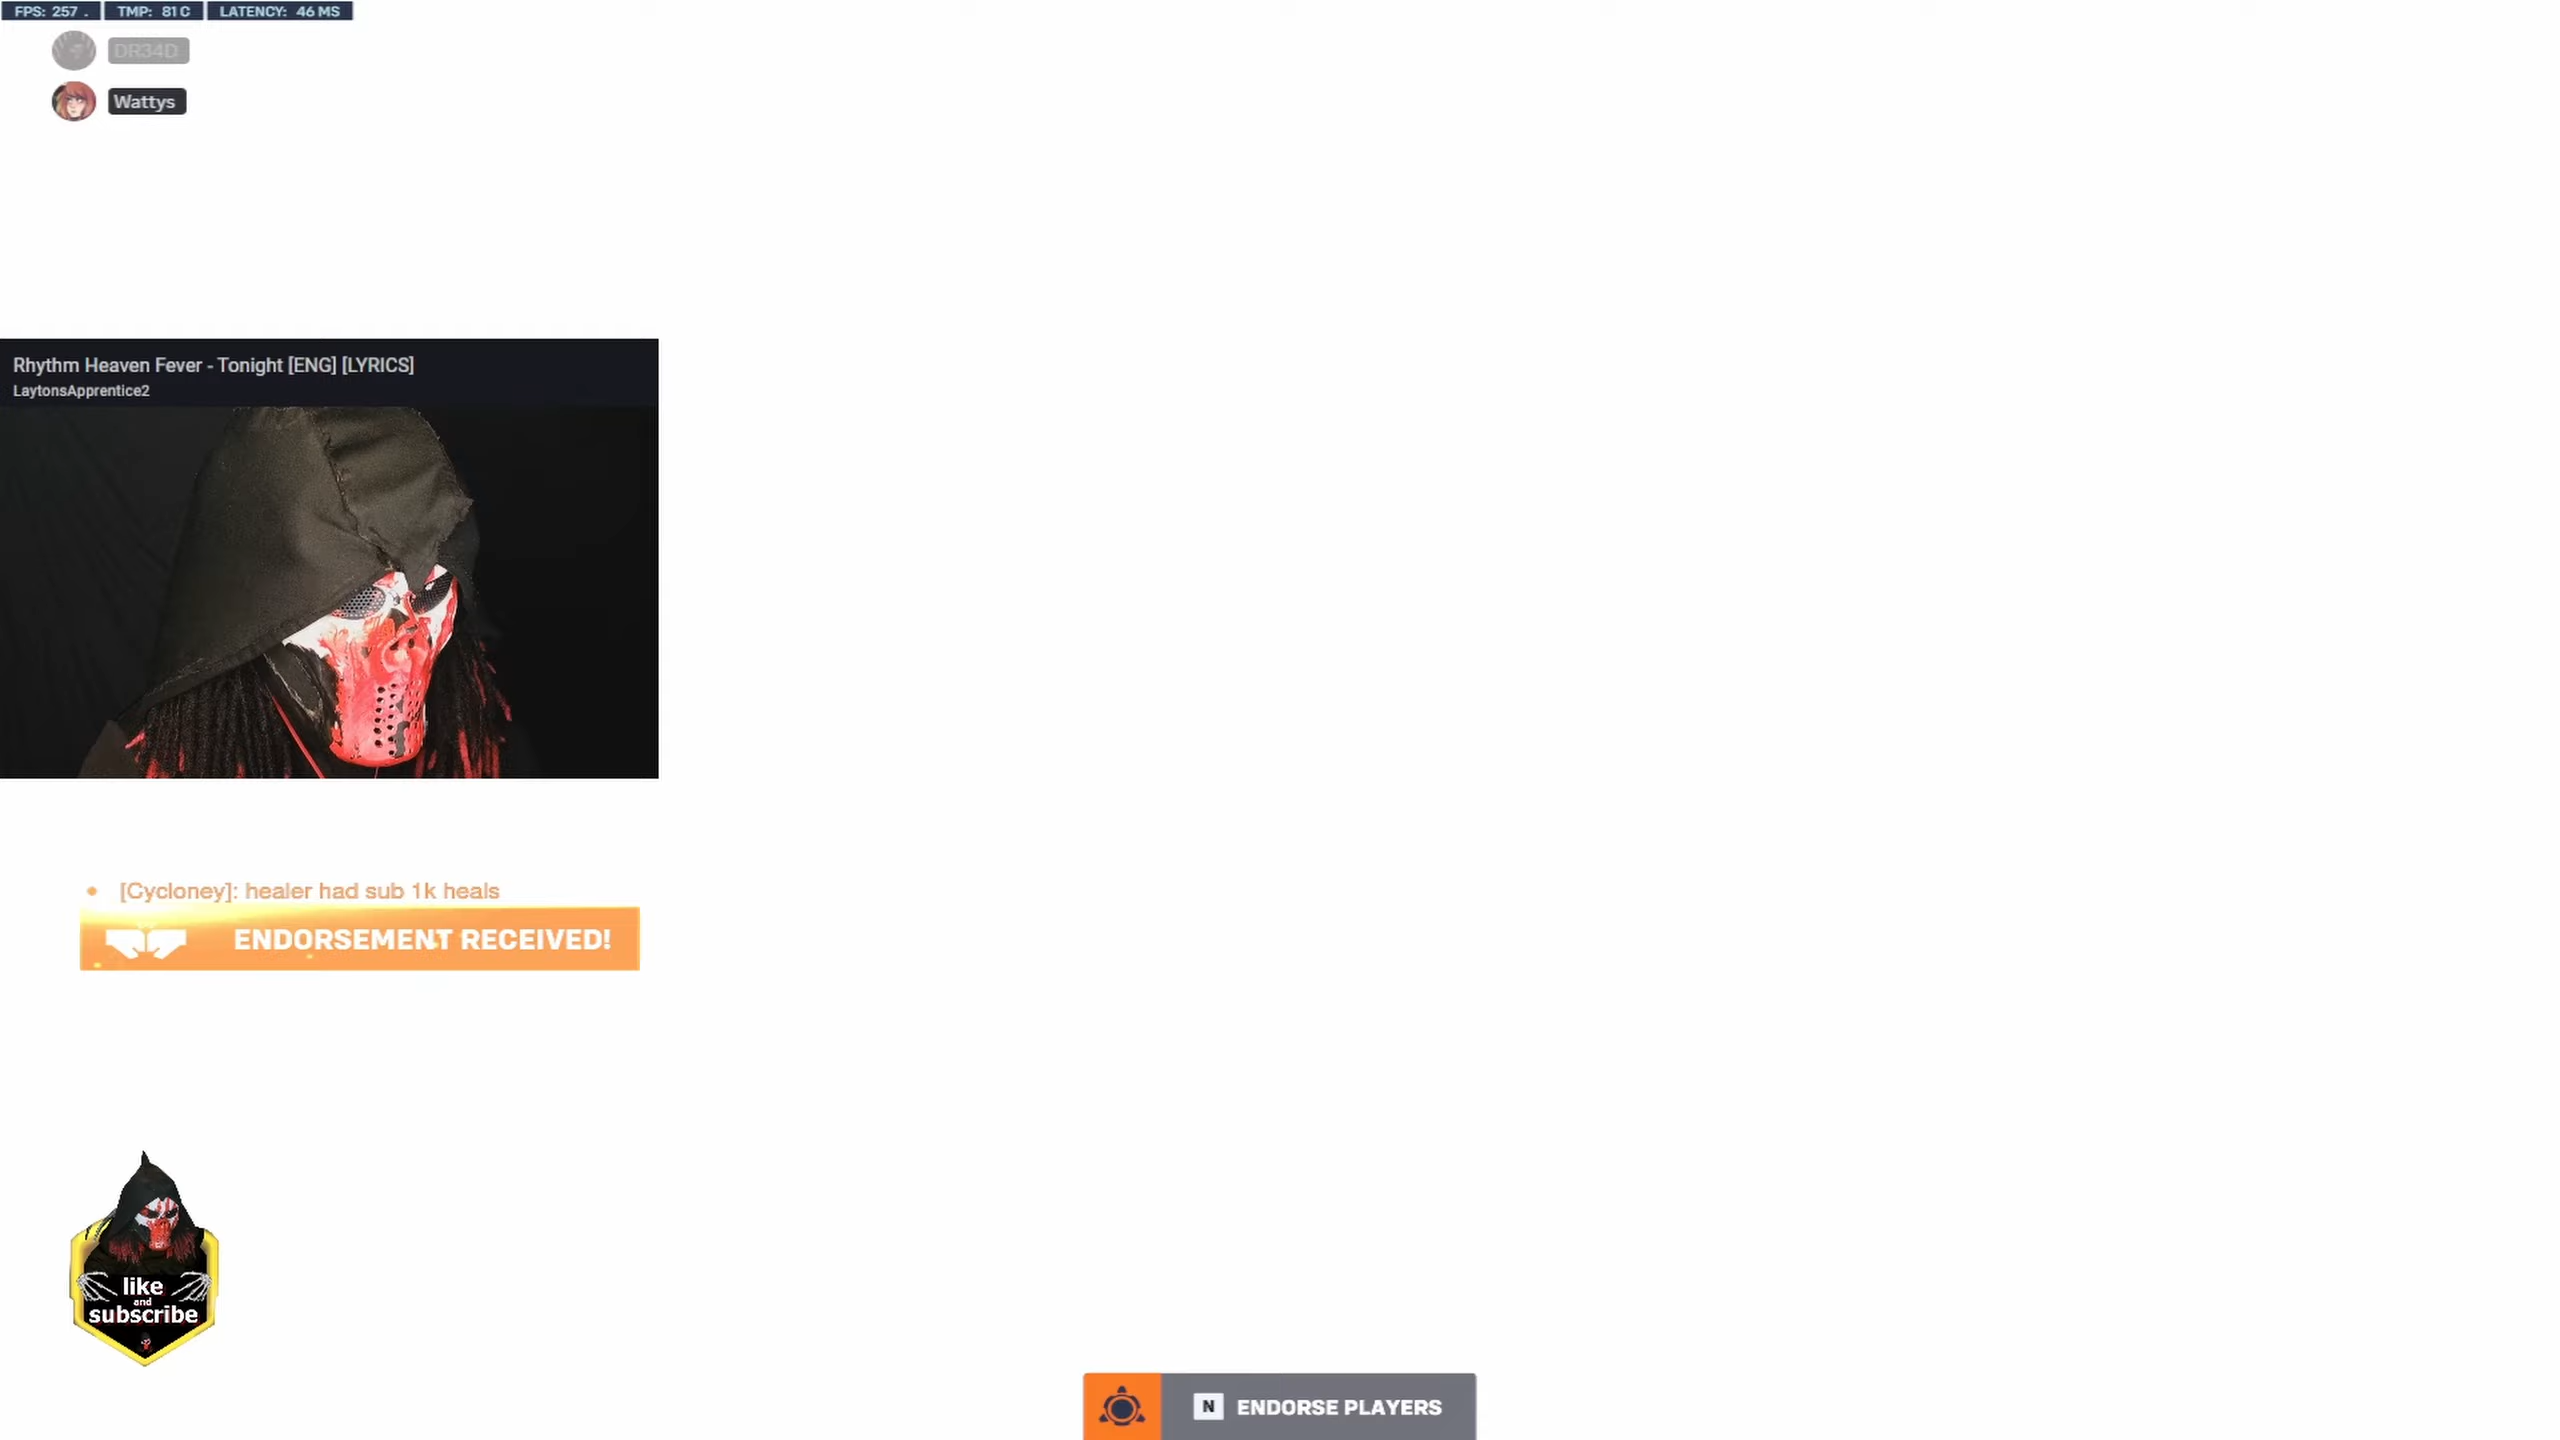 FPS: 257 . TMP: 81 C LATENCY: 46 MS
DR34D
Wattys
Rhythm Heaven Fever - Tonight [ENG] [LYRICS]
LaytonsApprentice2
[Cycloney]: healer had sub 1k heals
ENDORSEMENT RECEIVED!
like
and
subscribe
N ENDORSE PLAYERS